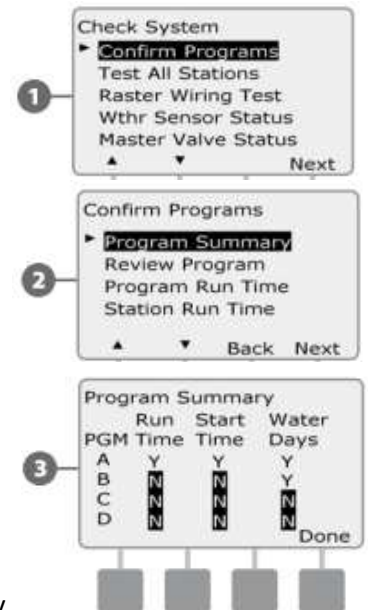 Check System
Confirm Programs
Test All Stations
1
Raster Wiring Test
Wthr Sensor Status
Master Valve Status
Next
Confirm Programs
Program Summary
2
Review Program
Program Run Time
Station Run Time
Back Next
Program Summary
Run Start Water
PGM Time Time Days
3
A Y Y Y
B N N Y
C N N N
D N N N
Done